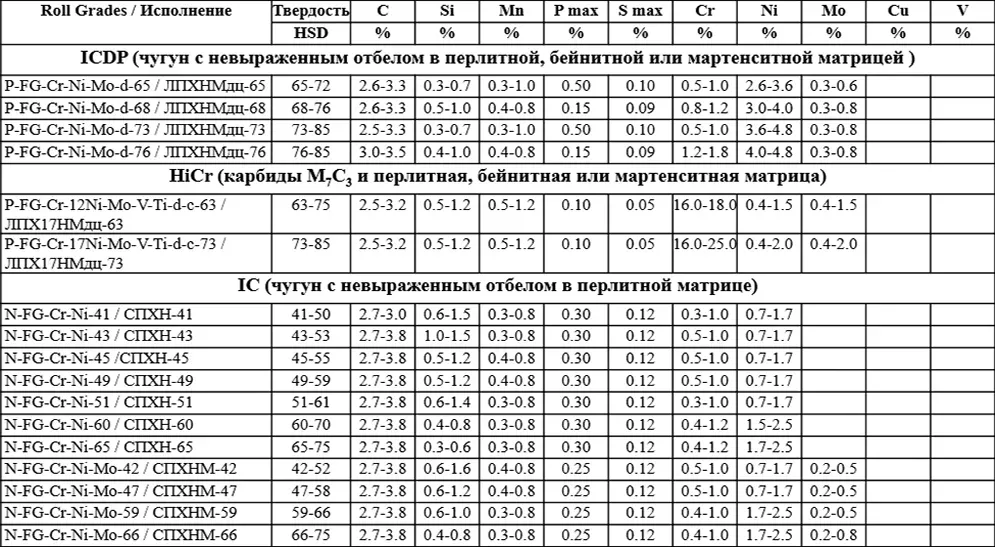 Roll Grades / Исполнение Твердость C Si Mn P max S max Cr Ni Mo Cu V
HSD % % % % % % % % % %
ICDP (чугун с невыраженным отбелом в перлитной, бейнитной или мартенситной матрицей )
P-FG-Cr-Ni-Mo-d-65 / ЛПХНМдц-65 65-72 2.6-3.3 0.3-0.7 0.3-1.0 0.50 0.10 0.5-1.0 2.6-3.6 0.3-0.6
P-FG-Cr-Ni-Mo-d-68 / ЛПХНМдц-68 68-76 2.6-3.3 0.5-1.0 0.4-0.8 0.15 0.09 0.8-1.2 3.0-4.0 0.3-0.8
P-FG-Cr-Ni-Mo-d-73 / ЛПХНМдц-73 73-85 2.5-3.3 0.3-0.7 0.3-1.0 0.50 0.10 0.5-1.0 3.6-4.8 0.3-0.8
P-FG-Cr-Ni-Mo-d-76 / ЛПХНМдц-76 76-85 3.0-3.5 0.4-1.0 0.4-0.8 0.15 0.09 1.2-1.8 4.0-4.8 0.3-0.8
HiCr (карбиды M₇C₃ и перлитная, бейнитная или мартенситная матрица)
P-FG-Cr-12Ni-Mo-V-Ti-d-c-63 / 63-75 2.5-3.2 0.5-1.2 0.5-1.2 0.10 0.05 16.0-18.0 0.4-1.5 0.4-1.5
ЛПХ17НМдц-63
P-FG-Cr-17Ni-Mo-V-Ti-d-c-73 / 73-85 2.5-3.2 0.5-1.2 0.5-1.2 0.10 0.05 16.0-25.0 0.4-2.0 0.4-2.0
ЛПХ17НМдц-73
IC (чугун с невыраженным отбелом в перлитной матрице)
N-FG-Cr-Ni-41 / СПХН-41 41-50 2.7-3.0 0.6-1.5 0.3-0.8 0.30 0.12 0.3-1.0 0.7-1.7
N-FG-Cr-Ni-43 / СПХН-43 43-53 2.7-3.8 1.0-1.5 0.3-0.8 0.30 0.12 0.5-1.0 0.7-1.7
N-FG-Cr-Ni-45 /СПХН-45 45-55 2.7-3.8 0.5-1.2 0.4-0.8 0.30 0.12 0.5-1.0 0.7-1.7
N-FG-Cr-Ni-49 / СПХН-49 49-59 2.7-3.8 0.5-1.2 0.4-0.8 0.30 0.12 0.5-1.0 0.7-1.7
N-FG-Cr-Ni-51 / СПХН-51 51-61 2.7-3.8 0.6-1.4 0.3-0.8 0.30 0.12 0.3-1.0 0.7-1.7
N-FG-Cr-Ni-60 / СПХН-60 60-70 2.7-3.8 0.4-0.8 0.3-0.8 0.30 0.12 0.4-1.2 1.5-2.5
N-FG-Cr-Ni-65 / СПХН-65 65-75 2.7-3.8 0.3-0.6 0.3-0.8 0.30 0.12 0.4-1.2 1.7-2.5
N-FG-Cr-Ni-Mo-42 / СПХНМ-42 42-52 2.7-3.8 0.6-1.6 0.4-0.8 0.25 0.12 0.5-1.0 0.7-1.7 0.2-0.5
N-FG-Cr-Ni-Mo-47 / СПХНМ-47 47-58 2.7-3.8 0.6-1.2 0.4-0.8 0.25 0.12 0.5-1.0 0.7-1.7 0.2-0.5
N-FG-Cr-Ni-Mo-59 / СПХНМ-59 59-66 2.7-3.8 0.6-1.0 0.3-0.8 0.25 0.12 0.4-1.0 1.7-2.5 0.2-0.5
N-FG-Cr-Ni-Mo-66 / СПХНМ-66 66-75 2.7-3.8 0.4-0.8 0.3-0.8 0.25 0.12 0.4-1.0 1.7-2.5 0.2-0.5